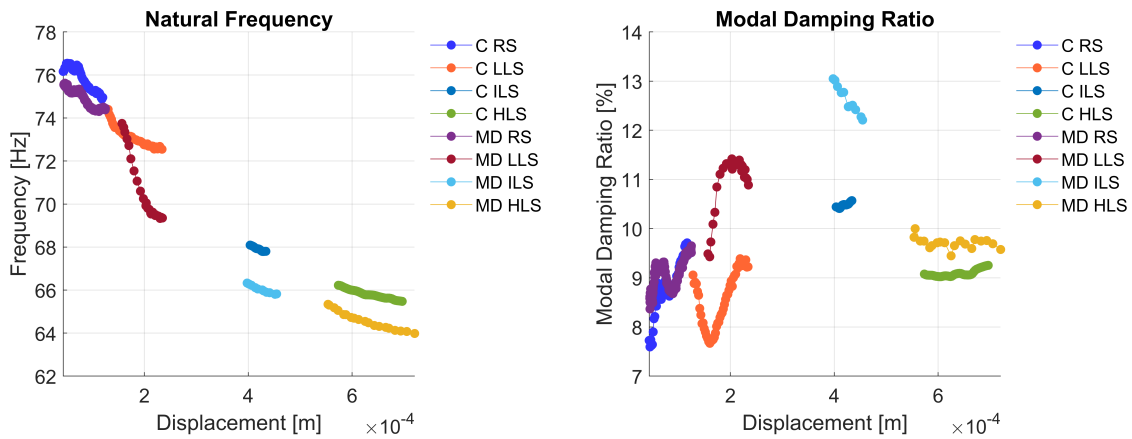 Natural Frequency
78
76
74
72
70
68
66
64
62
Frequency [Hz]
2
4
6
Displacement [m]
×10⁻⁴
C RS
C LLS
C ILS
C HLS
MD RS
MD LLS
MD ILS
MD HLS
Modal Damping Ratio
14
13
12
11
10
9
8
7
Modal Damping Ratio [%]
2
4
6
Displacement [m]
×10⁻⁴
C RS
C LLS
C ILS
C HLS
MD RS
MD LLS
MD ILS
MD HLS